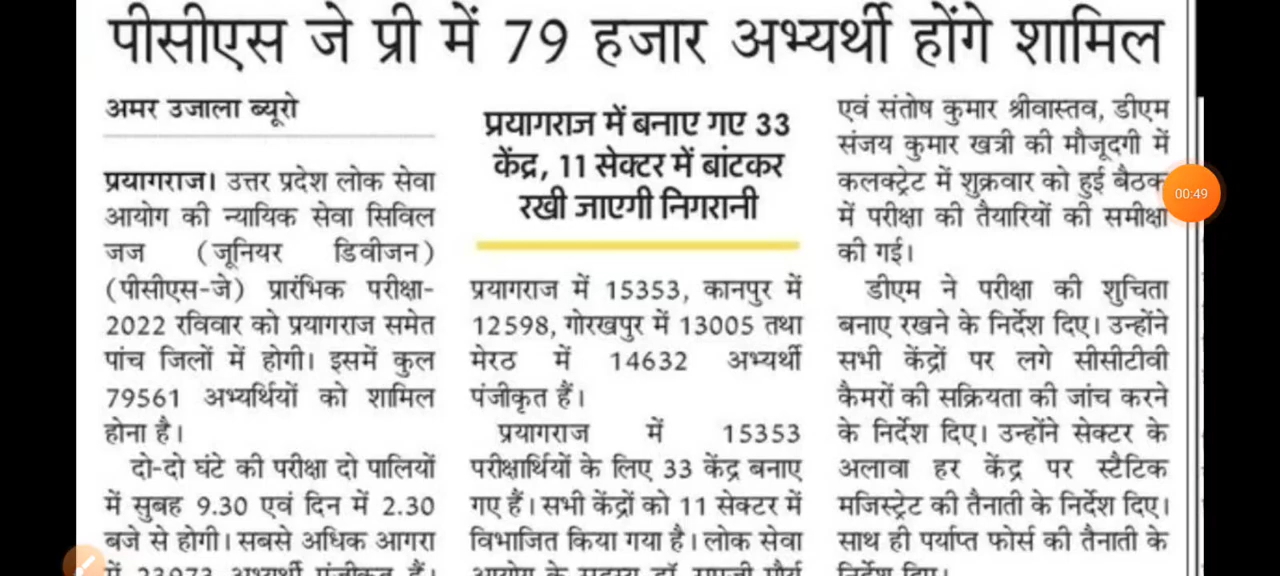 पीसीएस जे प्री में 79 हजार अभ्यर्थी होंगे शामिल
अमर उजाला ब्यूरो
प्रयागराज। उत्तर प्रदेश लोक सेवा
आयोग की न्यायिक सेवा सिविल
जज (जूनियर डिवीजन)
(पीसीएस-जे) प्रारंभिक परीक्षा-
2022 रविवार को प्रयागराज समेत
पांच जिलों में होगी। इसमें कुल
79561 अभ्यर्थियों को शामिल
होना है।
दो-दो घंटे की परीक्षा दो पालियों
में सुबह 9.30 एवं दिन में 2.30
बजे से होगी। सबसे अधिक आगरा
में 23973 अभ्यर्थी पंजीकृत हैं।
प्रयागराज में बनाए गए 33
केंद्र, 11 सेक्टर में बांटकर
रखी जाएगी निगरानी
प्रयागराज में 15353, कानपुर में
12598, गोरखपुर में 13005 तथा
मेरठ में 14632 अभ्यर्थी
पंजीकृत हैं।
प्रयागराज में 15353
परीक्षार्थियों के लिए 33 केंद्र बनाए
गए हैं। सभी केंद्रों को 11 सेक्टर में
विभाजित किया गया है। लोक सेवा
आयोग के सदस्य डॉ.
एवं संतोष कुमार श्रीवास्तव, डीएम
संजय कुमार खत्री की मौजूदगी में
कलक्ट्रेट में शुक्रवार को हुई बैठक
में परीक्षा की तैयारियों की समीक्षा
की गई।
डीएम ने परीक्षा की शुचिता
बनाए रखने के निर्देश दिए। उन्होंने
सभी केंद्रों पर लगे सीसीटीवी
कैमरों की सक्रियता की जांच करने
के निर्देश दिए। उन्होंने सेक्टर के
अलावा हर केंद्र पर स्टैटिक
मजिस्ट्रेट की तैनाती के निर्देश दिए।
साथ ही पर्याप्त फोर्स की तैनाती के
निर्देश दिए।
00:49